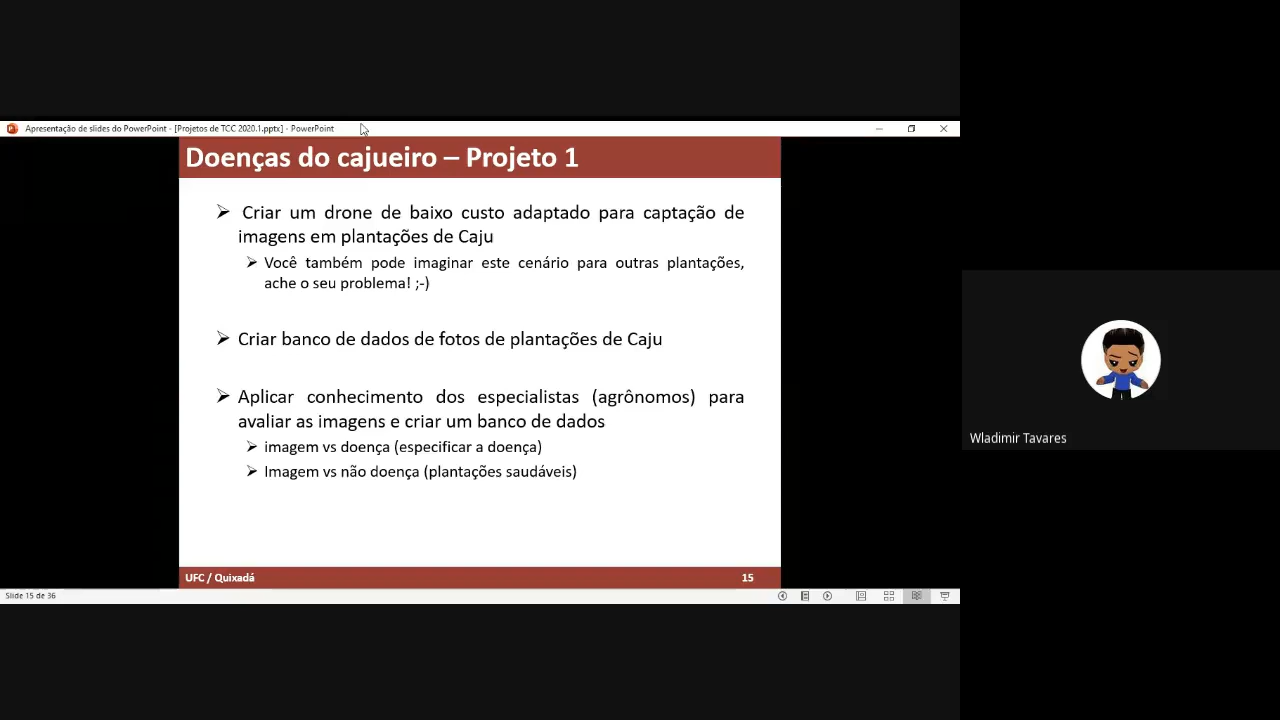 Apresentação de slides do PowerPoint - [Projetos de TCC 2020.1.pptx] - PowerPoint
Doenças do cajueiro – Projeto 1
Criar um drone de baixo custo adaptado para captação de
imagens em plantações de Caju
Você também pode imaginar este cenário para outras plantações,
ache o seu problema! ;-)
Criar banco de dados de fotos de plantações de Caju
Aplicar conhecimento dos especialistas (agrônomos) para
avaliar as imagens e criar um banco de dados
imagem vs doença (especificar a doença)
Imagem vs não doença (plantações saudáveis)
UFC / Quixadá 15
Slide 15 de 36
Wladimir Tavares